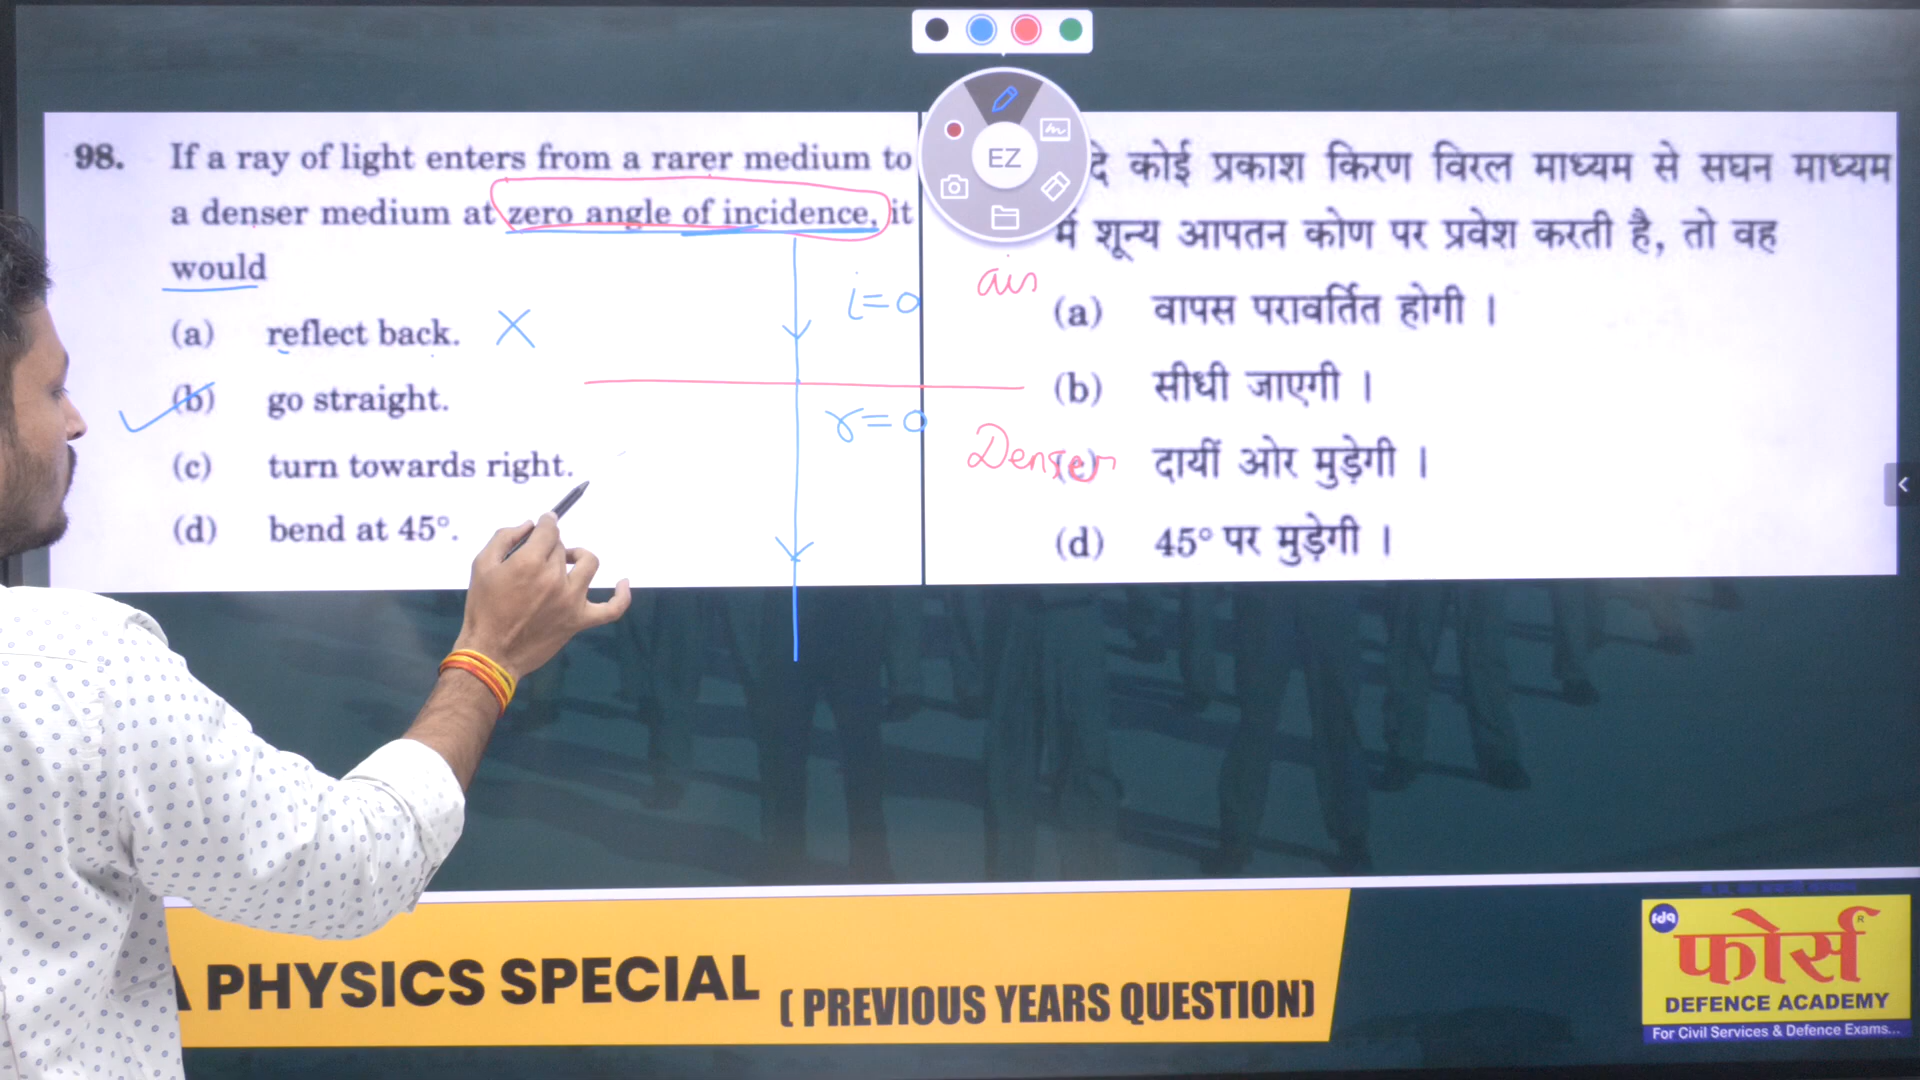 EZ
98. If a ray of light enters from a rarer medium to
a denser medium at zero angle of incidence, it
would
(a) reflect back.
(b) go straight.
(c) turn towards right.
(d) bend at 45°.
i=0
r=0
air
Denser
दि कोई प्रकाश किरण विरल माध्यम से सघन माध्यम
में शून्य आपतन कोण पर प्रवेश करती है, तो वह
(a) वापस परावर्तित होगी ।
(b) सीधी जाएगी ।
(c) दायीं ओर मुड़ेगी ।
(d) 45° पर मुड़ेगी ।
A PHYSICS SPECIAL
( PREVIOUS YEARS QUESTION)
fda
फोर्स
R
DEFENCE ACADEMY
For Civil Services & Defence Exams...